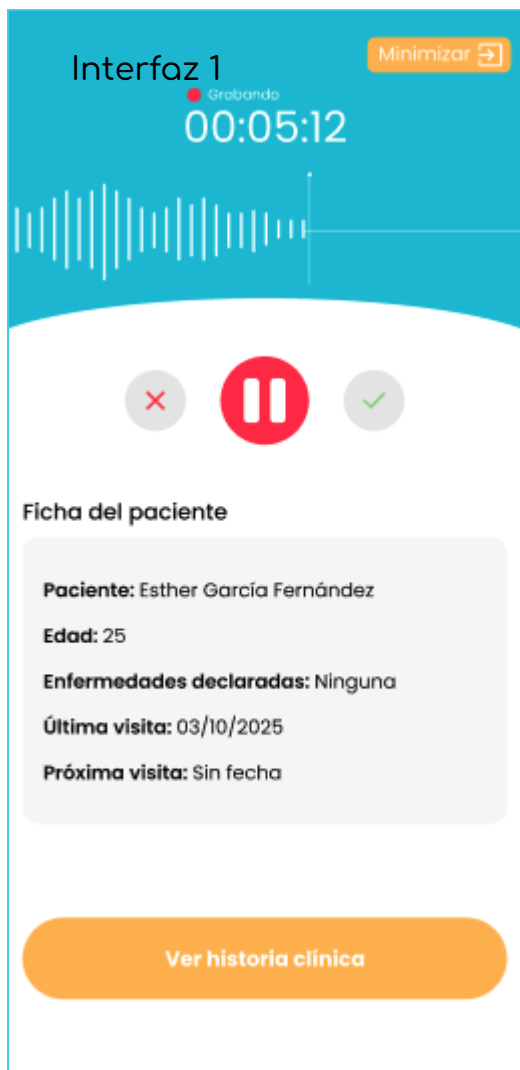 Interfaz 1
Minimizar
Grabando
00:05:12
Ficha del paciente
Paciente: Esther García Fernández
Edad: 25
Enfermedades declaradas: Ninguna
Última visita: 03/10/2025
Próxima visita: Sin fecha
Ver historia clínica